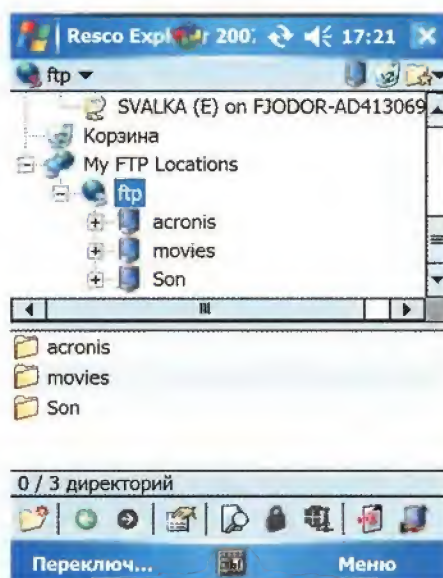 Resco Expl r 200. 17:21
ftp
SVALKA (E) on FJODOR-AD413069
Корзина
My FTP Locations
ftp
acronis
movies
Son
acronis
movies
Son
0 / 3 директорий
Переключ... Меню